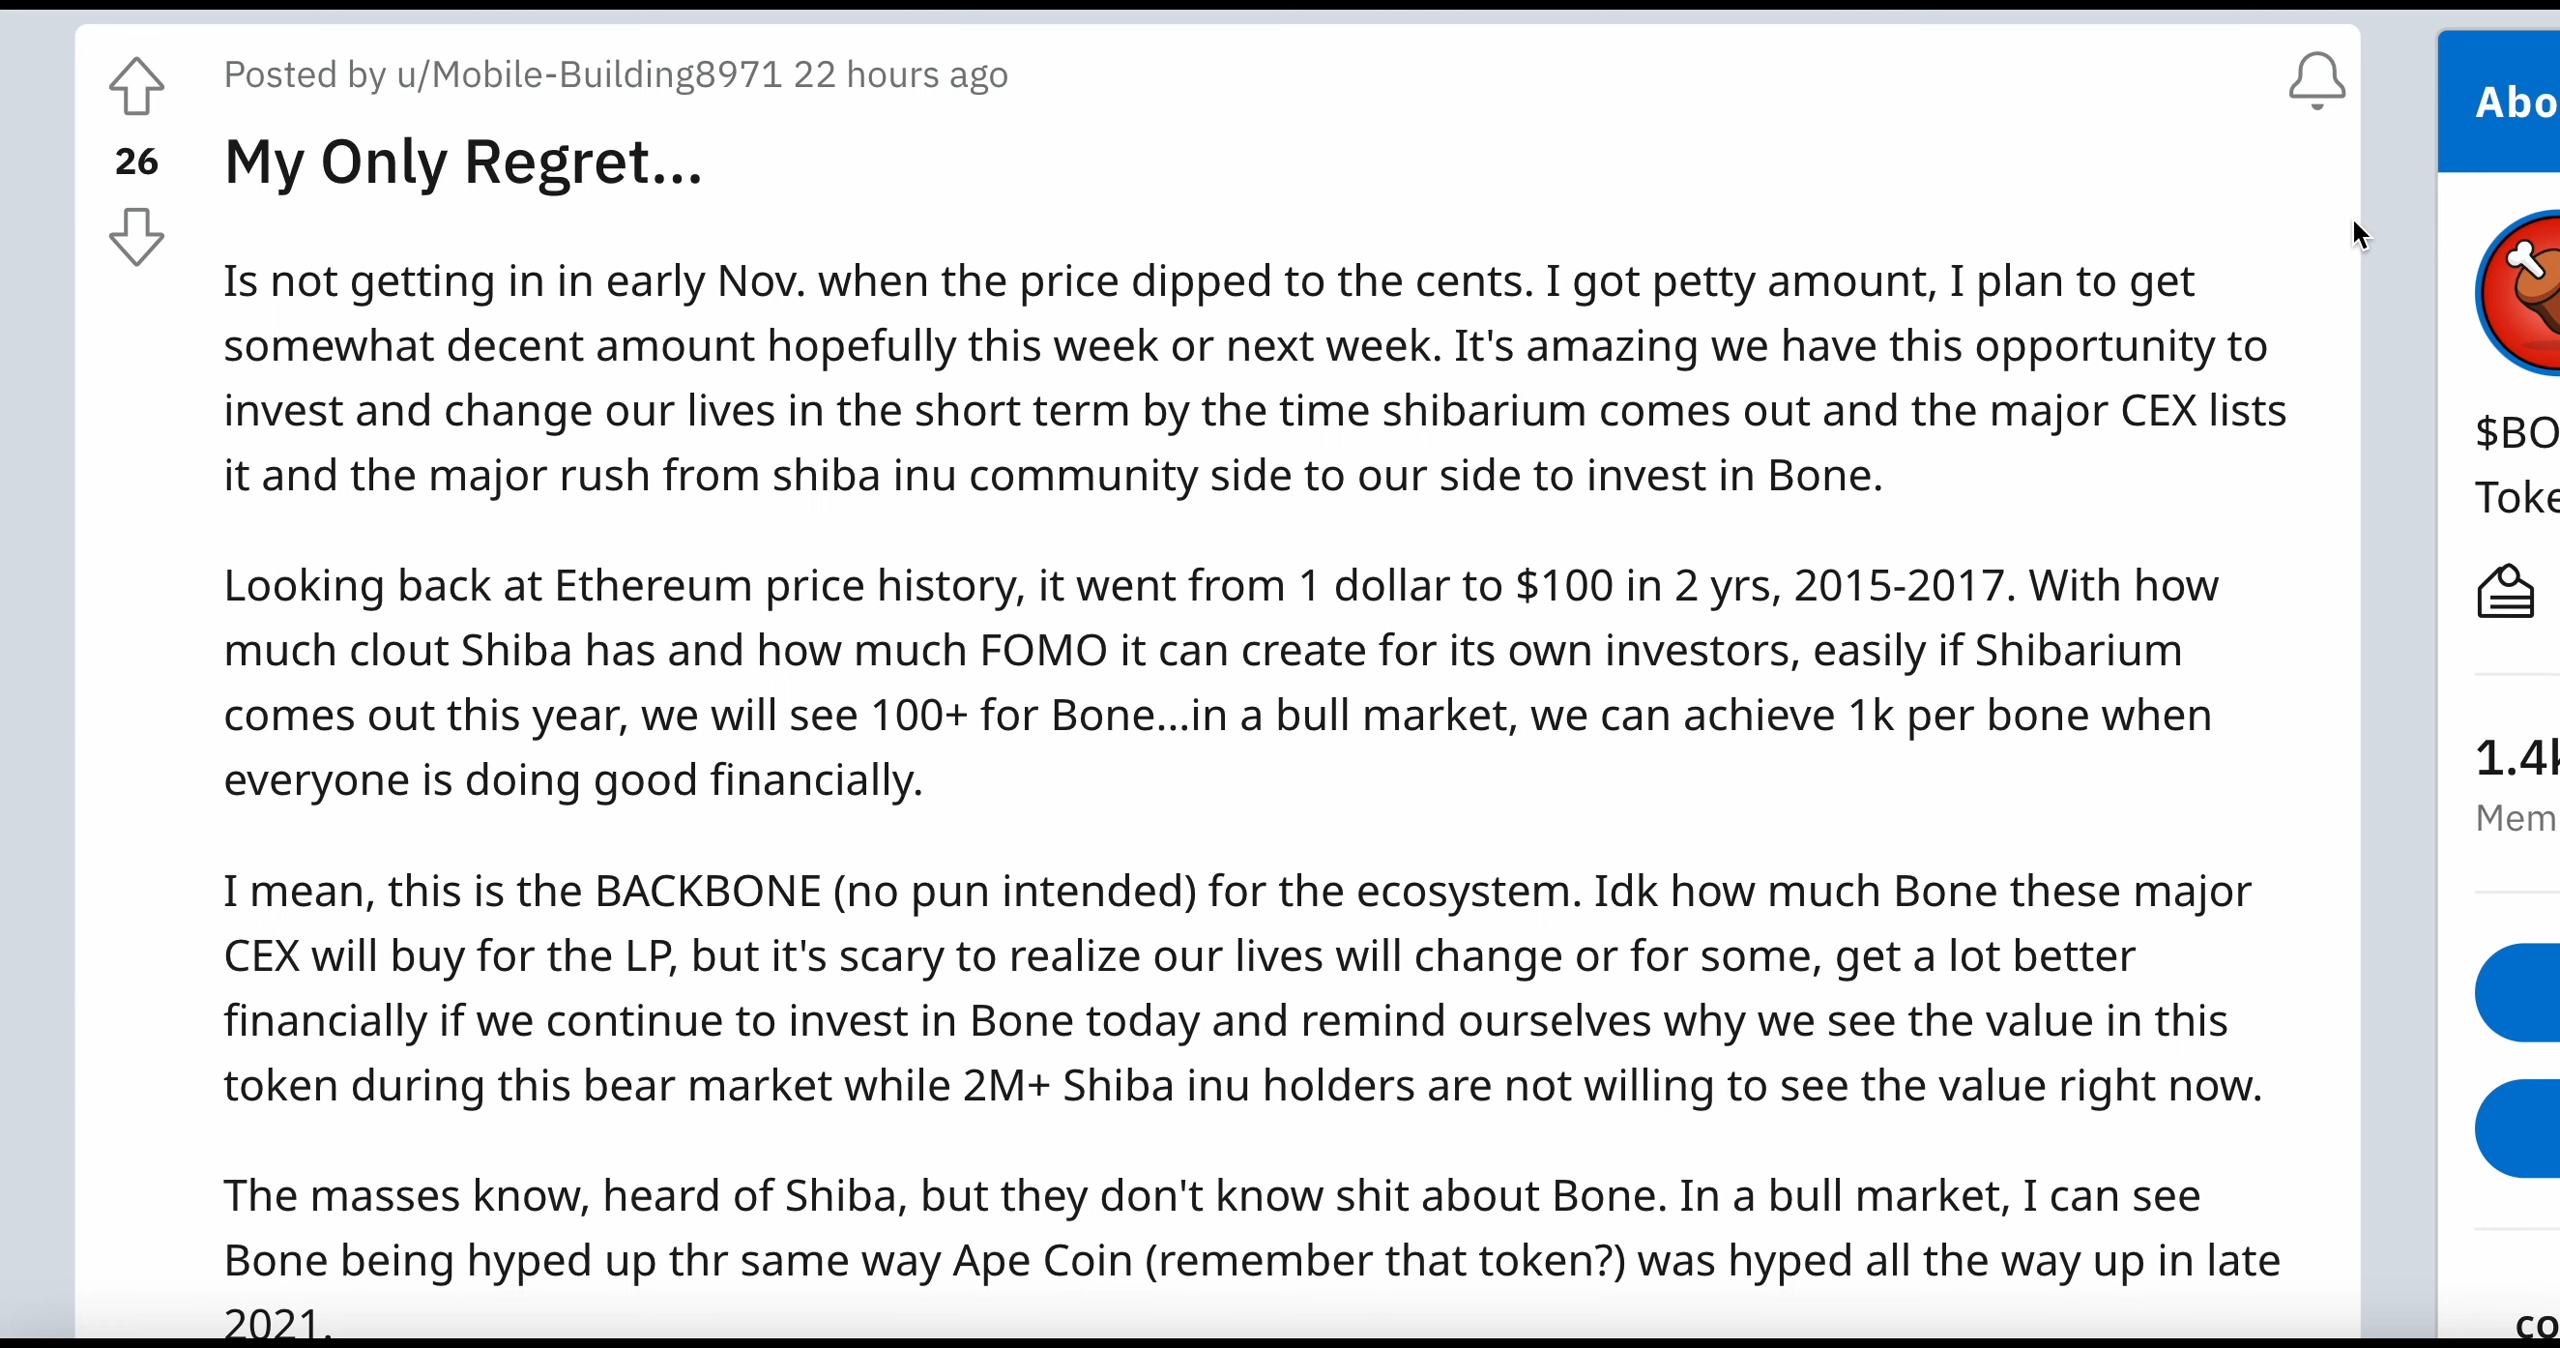 Posted by u/Mobile-Building8971 22 hours ago
26
My Only Regret...
Is not getting in in early Nov. when the price dipped to the cents. I got petty amount, I plan to get
somewhat decent amount hopefully this week or next week. It's amazing we have this opportunity to
invest and change our lives in the short term by the time shibarium comes out and the major CEX lists
it and the major rush from shiba inu community side to our side to invest in Bone.
Looking back at Ethereum price history, it went from 1 dollar to $100 in 2 yrs, 2015-2017. With how
much clout Shiba has and how much FOMO it can create for its own investors, easily if Shibarium
comes out this year, we will see 100+ for Bone...in a bull market, we can achieve 1k per bone when
everyone is doing good financially.
I mean, this is the BACKBONE (no pun intended) for the ecosystem. Idk how much Bone these major
CEX will buy for the LP, but it's scary to realize our lives will change or for some, get a lot better
financially if we continue to invest in Bone today and remind ourselves why we see the value in this
token during this bear market while 2M+ Shiba inu holders are not willing to see the value right now.
The masses know, heard of Shiba, but they don't know shit about Bone. In a bull market, I can see
Bone being hyped up thr same way Ape Coin (remember that token?) was hyped all the way up in late
2021.
Abo
$BO
Toke
1.4k
Mem
co